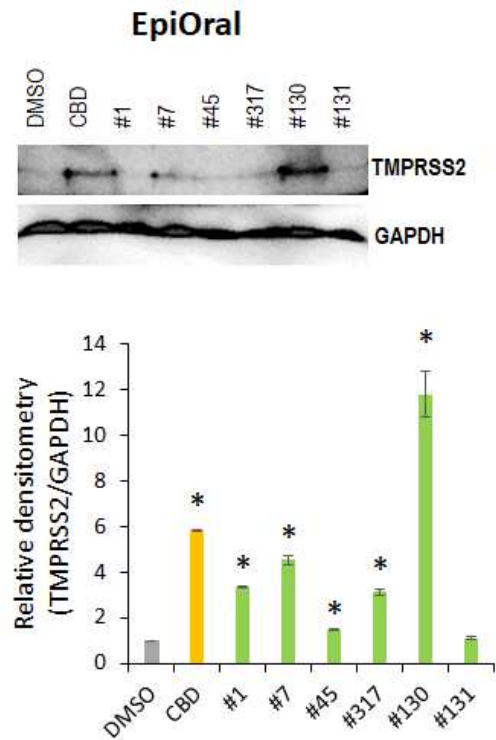 EpiOral
DMSO CBD #1 #7 #45 #317 #130 #131
TMPRSS2
GAPDH
Relative densitometry
(TMPRSS2/GAPDH)
14
12
10
8
6
4
2
0
* * * * * *
DMSO CBD #1 #7 #45 #317 #130 #131